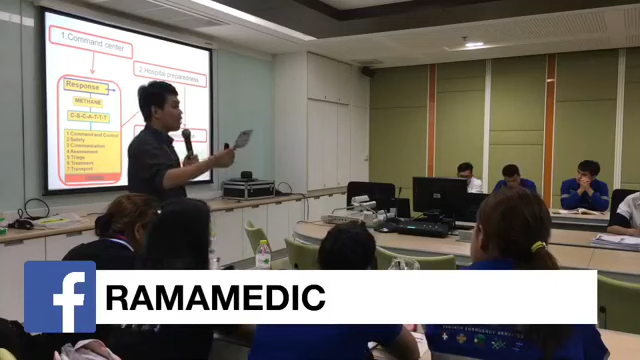 1.Command center
2.Hospital preparedness
Response
METHANE
C-S-C-A-T-T-T
1 Command and Control
2 Safety
3 Communication
4 Assessment
5 Triage
6 Treatment
7 Transport
f RAMAMEDIC